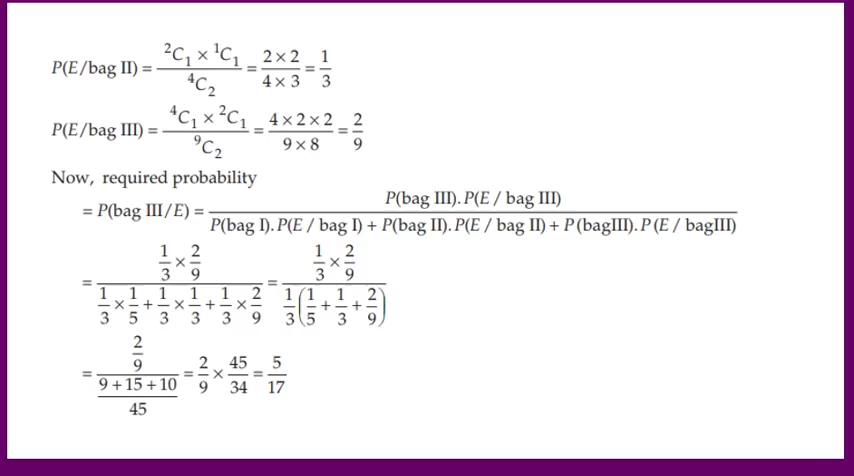 P(E/bag II) = ²C₁ × ¹C₁ / ⁴C₂ = 2 × 2 / 4 × 3 = 1/3
P(E/bag III) = ⁴C₁ × ²C₁ / ⁹C₂ = 4 × 2 × 2 / 9 × 8 = 2/9
Now, required probability
= P(bag III/E) = P(bag III). P(E / bag III) / P(bag I). P(E / bag I) + P(bag II). P(E / bag II) + P(bagIII). P(E / bagIII)
= 1/3 × 2/9 / 1/3 × 1/5 + 1/3 × 1/3 + 1/3 × 2/9 = 1/3 × 2/9 / 1/3 (1/5 + 1/3 + 2/9)
= 2/9 / 9 + 15 + 10 / 45 = 2/9 × 45/34 = 5/17